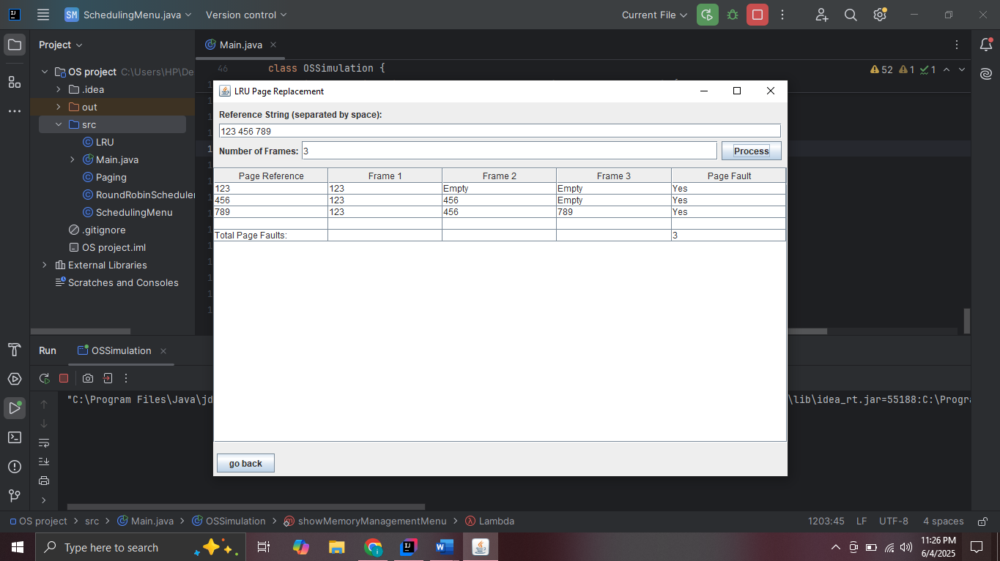 SM SchedulingMenu.java Version control Current File
Project
Main.java
OS project C:\Users\HP\De
.idea
out
src
LRU
Main.java
Paging
RoundRobinScheduler
SchedulingMenu
.gitignore
OS project.iml
External Libraries
Scratches and Consoles
46 class OSSimulation {
52 1 1
LRU Page Replacement
Reference String (separated by space):
123 456 789
Number of Frames: 3 Process
Page Reference Frame 1 Frame 2 Frame 3 Page Fault
123 123 Empty Empty Yes
456 123 456 Empty Yes
789 123 456 789 Yes
Total Page Faults: 3
go back
Run OSSimulation
"C:\Program Files\Java\jd
\lib\idea_rt.jar=55188:C:\Progra
OS project src Main.java OSSimulation showMemoryManagementMenu Lambda 1203:45 LF UTF-8 4 spaces
Type here to search
11:26 PM
6/4/2025